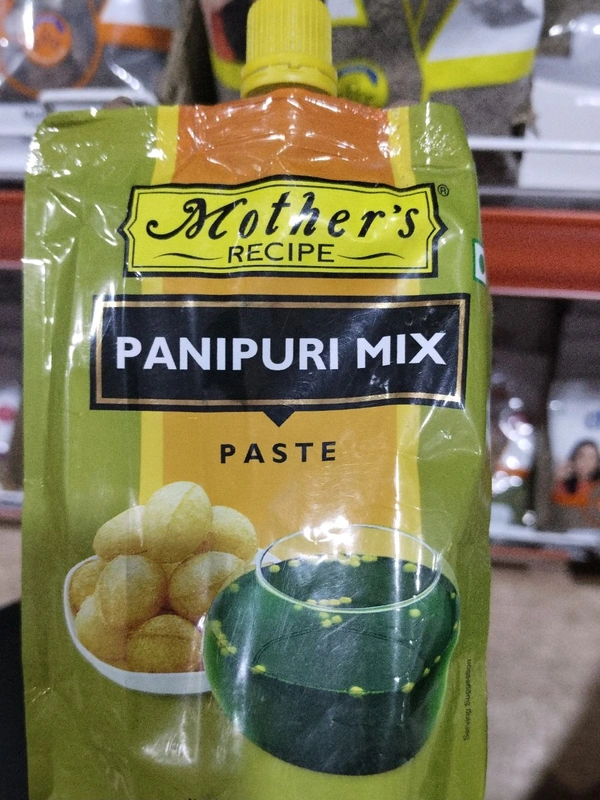 Mother's
®
RECIPE
PANIPURI MIX
PASTE
Serving Suggestion